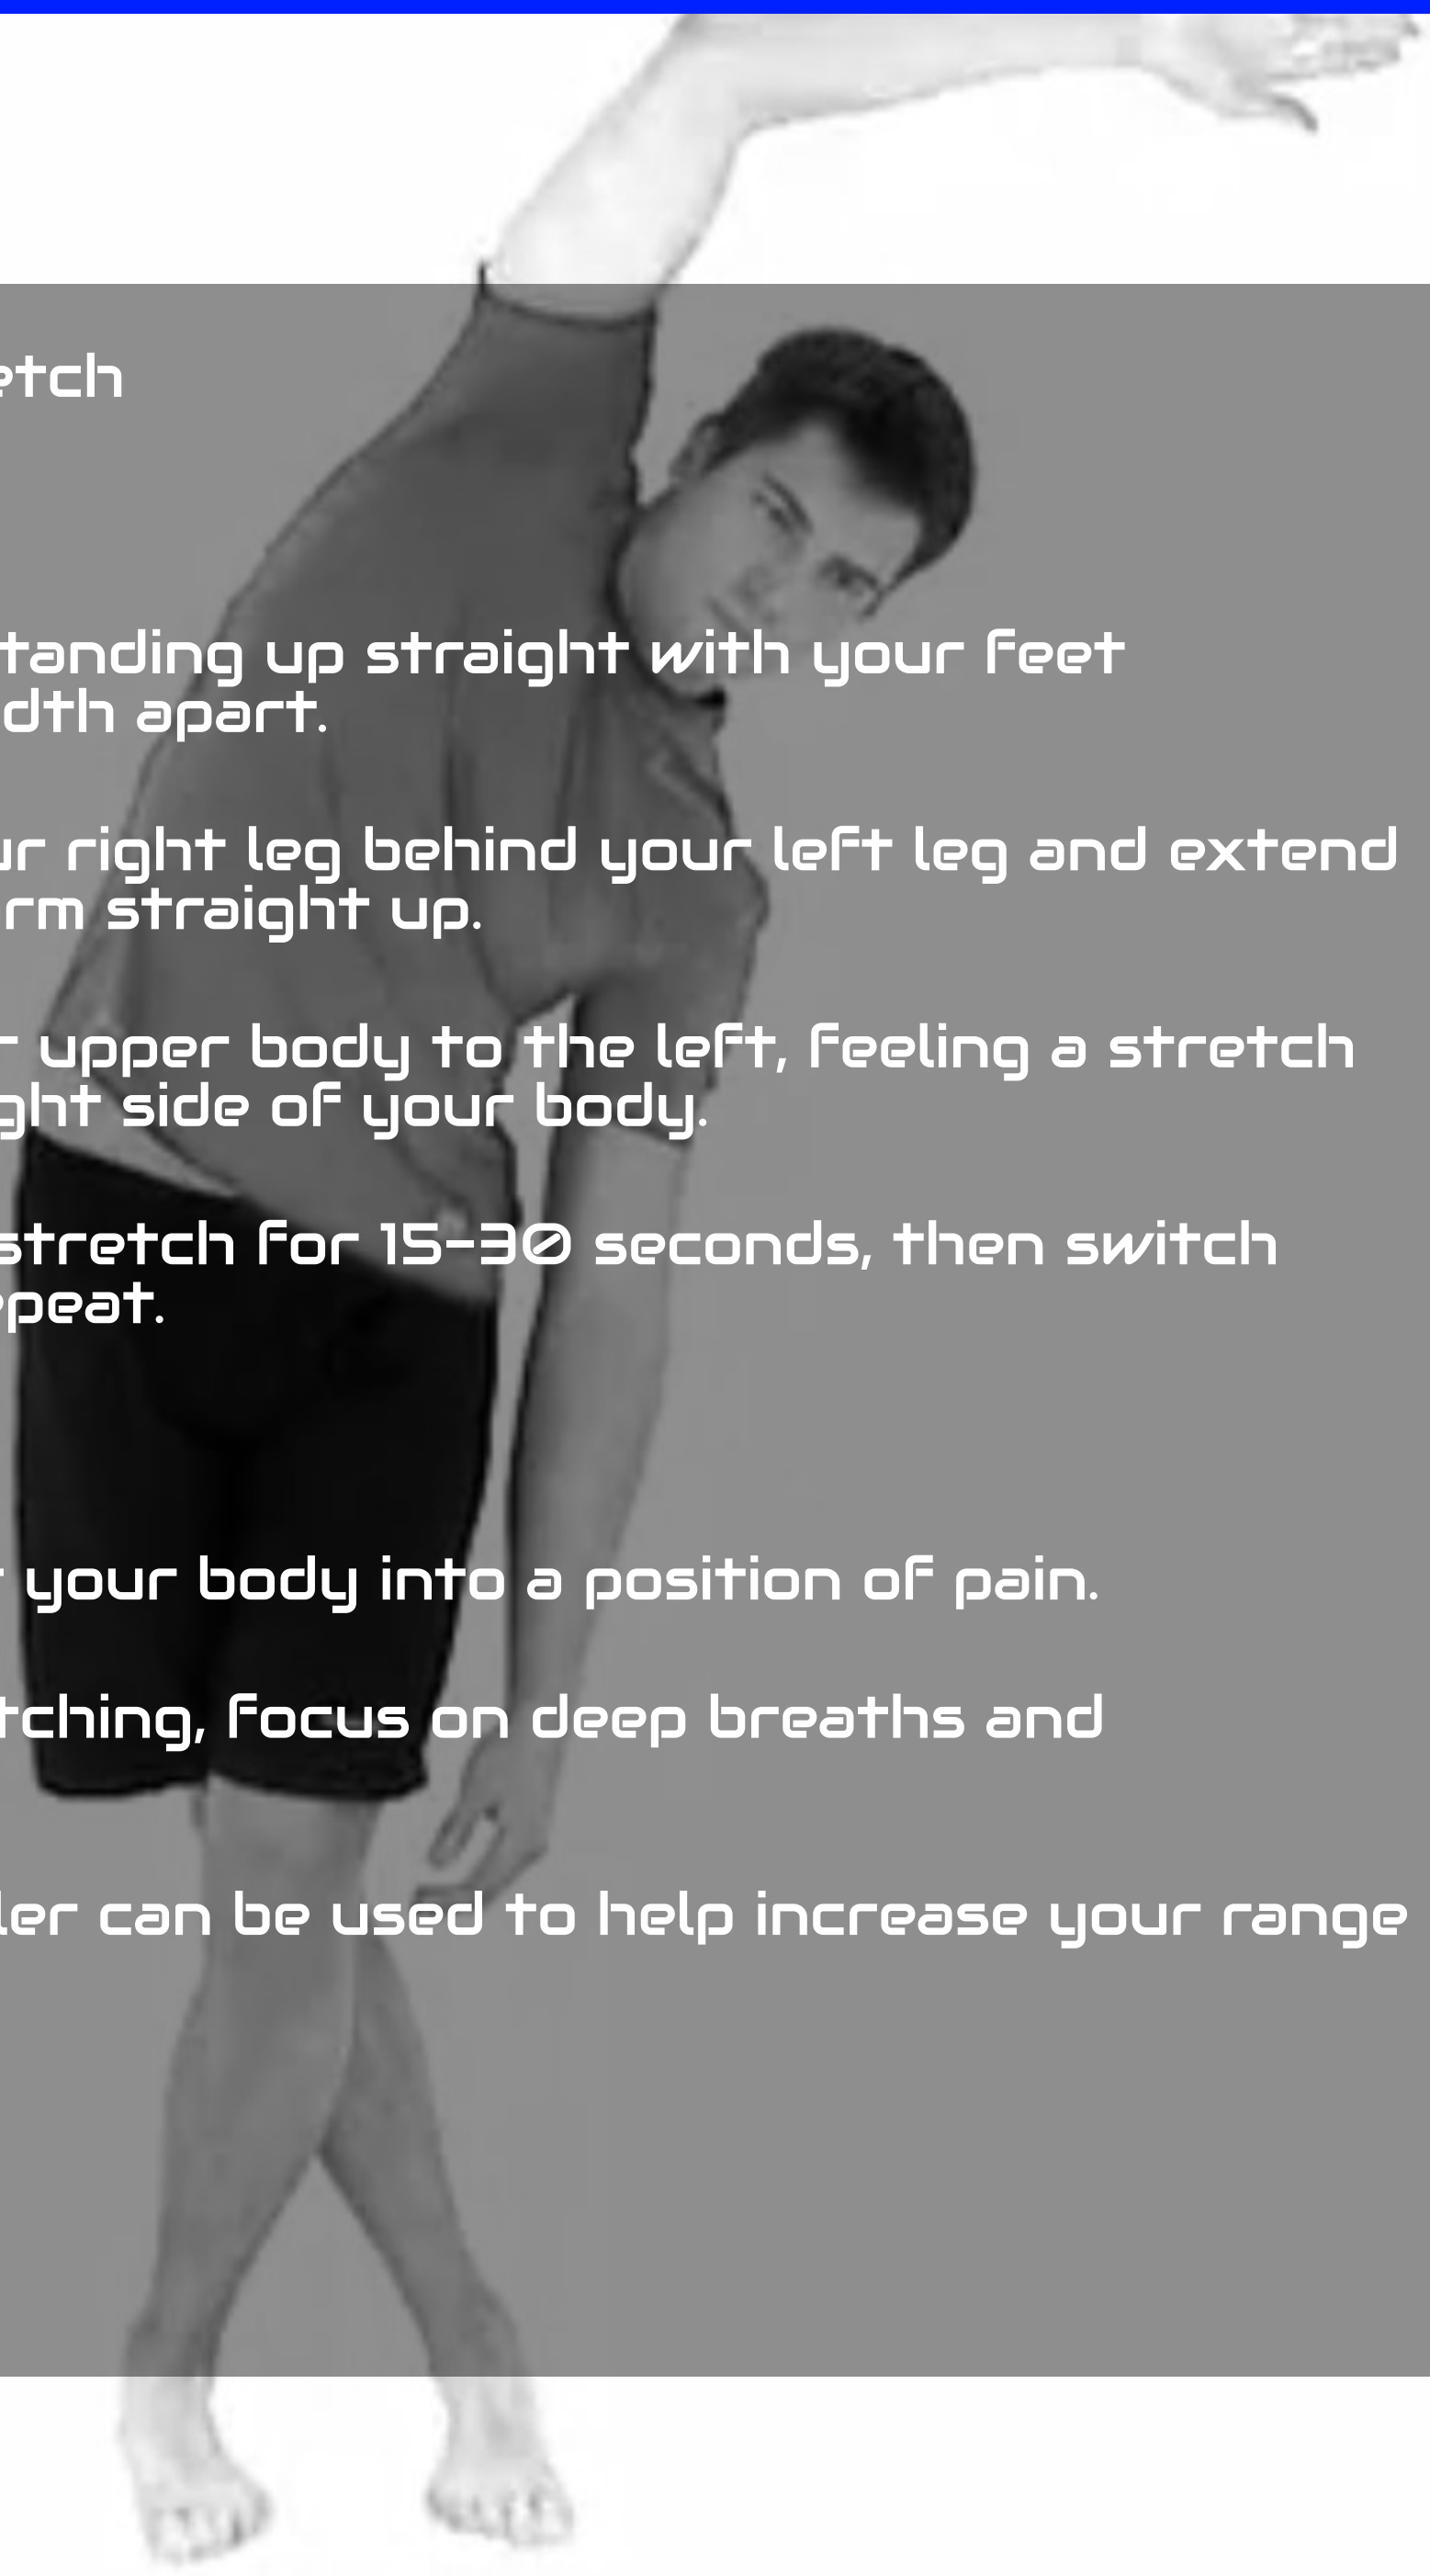 etch
tanding up straight with your feet
dth apart.
ur right leg behind your left leg and extend
rm straight up.
r upper body to the left, feeling a stretch
ght side of your body.
stretch for 15-30 seconds, then switch
epeat.
r your body into a position of pain.
tching, focus on deep breaths and
ler can be used to help increase your range